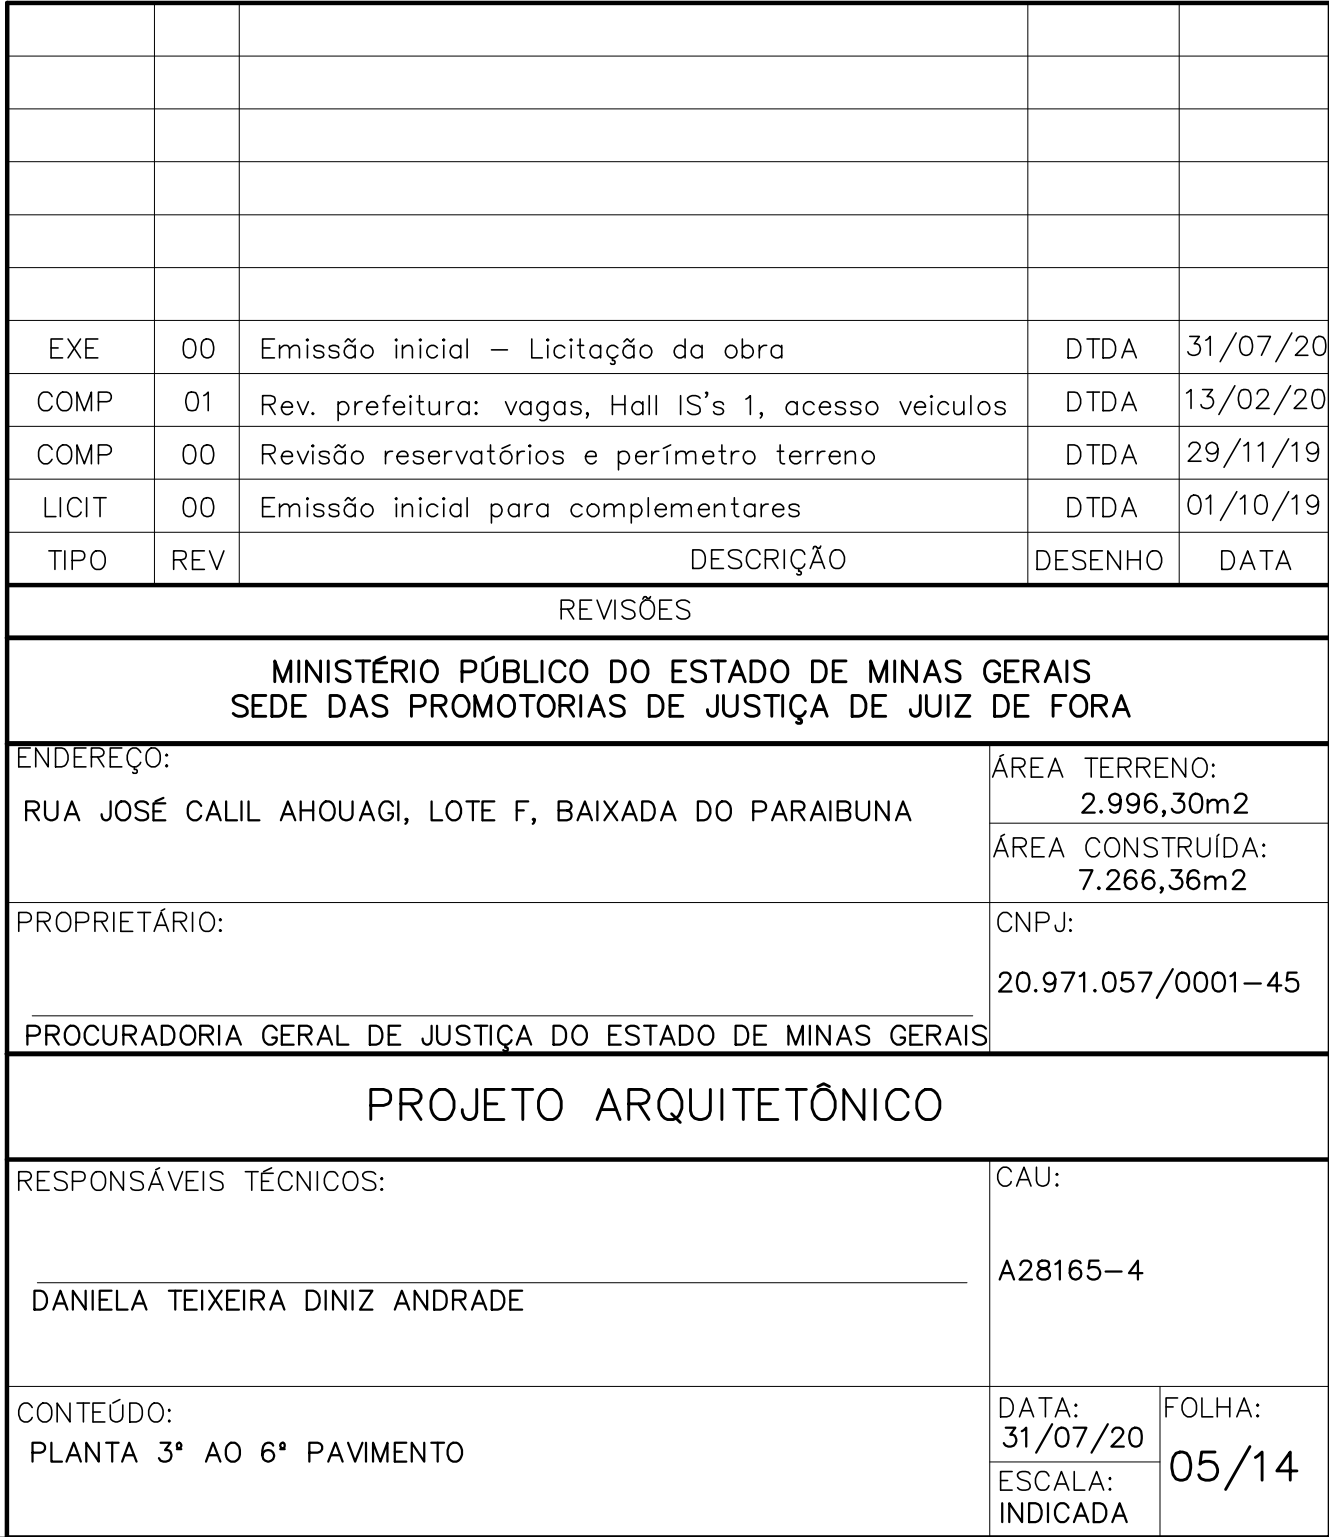 EXE 00 Emissão inicial – Licitação da obra DTDA 31/07/20
COMP 01 Rev. prefeitura: vagas, Hall IS's 1, acesso veiculos DTDA 13/02/20
COMP 00 Revisão reservatórios e perímetro terreno DTDA 29/11/19
LICIT 00 Emissão inicial para complementares DTDA 01/10/19
TIPO REV DESCRIÇÃO DESENHO DATA
REVISÕES
MINISTÉRIO PÚBLICO DO ESTADO DE MINAS GERAIS
SEDE DAS PROMOTORIAS DE JUSTIÇA DE JUIZ DE FORA
ENDEREÇO:
RUA JOSÉ CALIL AHOUAGI, LOTE F, BAIXADA DO PARAIBUNA
ÁREA TERRENO:
2.996,30m2
ÁREA CONSTRUÍDA:
7.266,36m2
PROPRIETÁRIO:
PROCURADORIA GERAL DE JUSTIÇA DO ESTADO DE MINAS GERAIS
CNPJ:
20.971.057/0001–45
PROJETO ARQUITETÔNICO
RESPONSÁVEIS TÉCNICOS:
DANIELA TEIXEIRA DINIZ ANDRADE
CAU:
A28165–4
CONTEÚDO:
PLANTA 3º AO 6º PAVIMENTO
DATA:
31/07/20
ESCALA:
INDICADA
FOLHA:
05/14